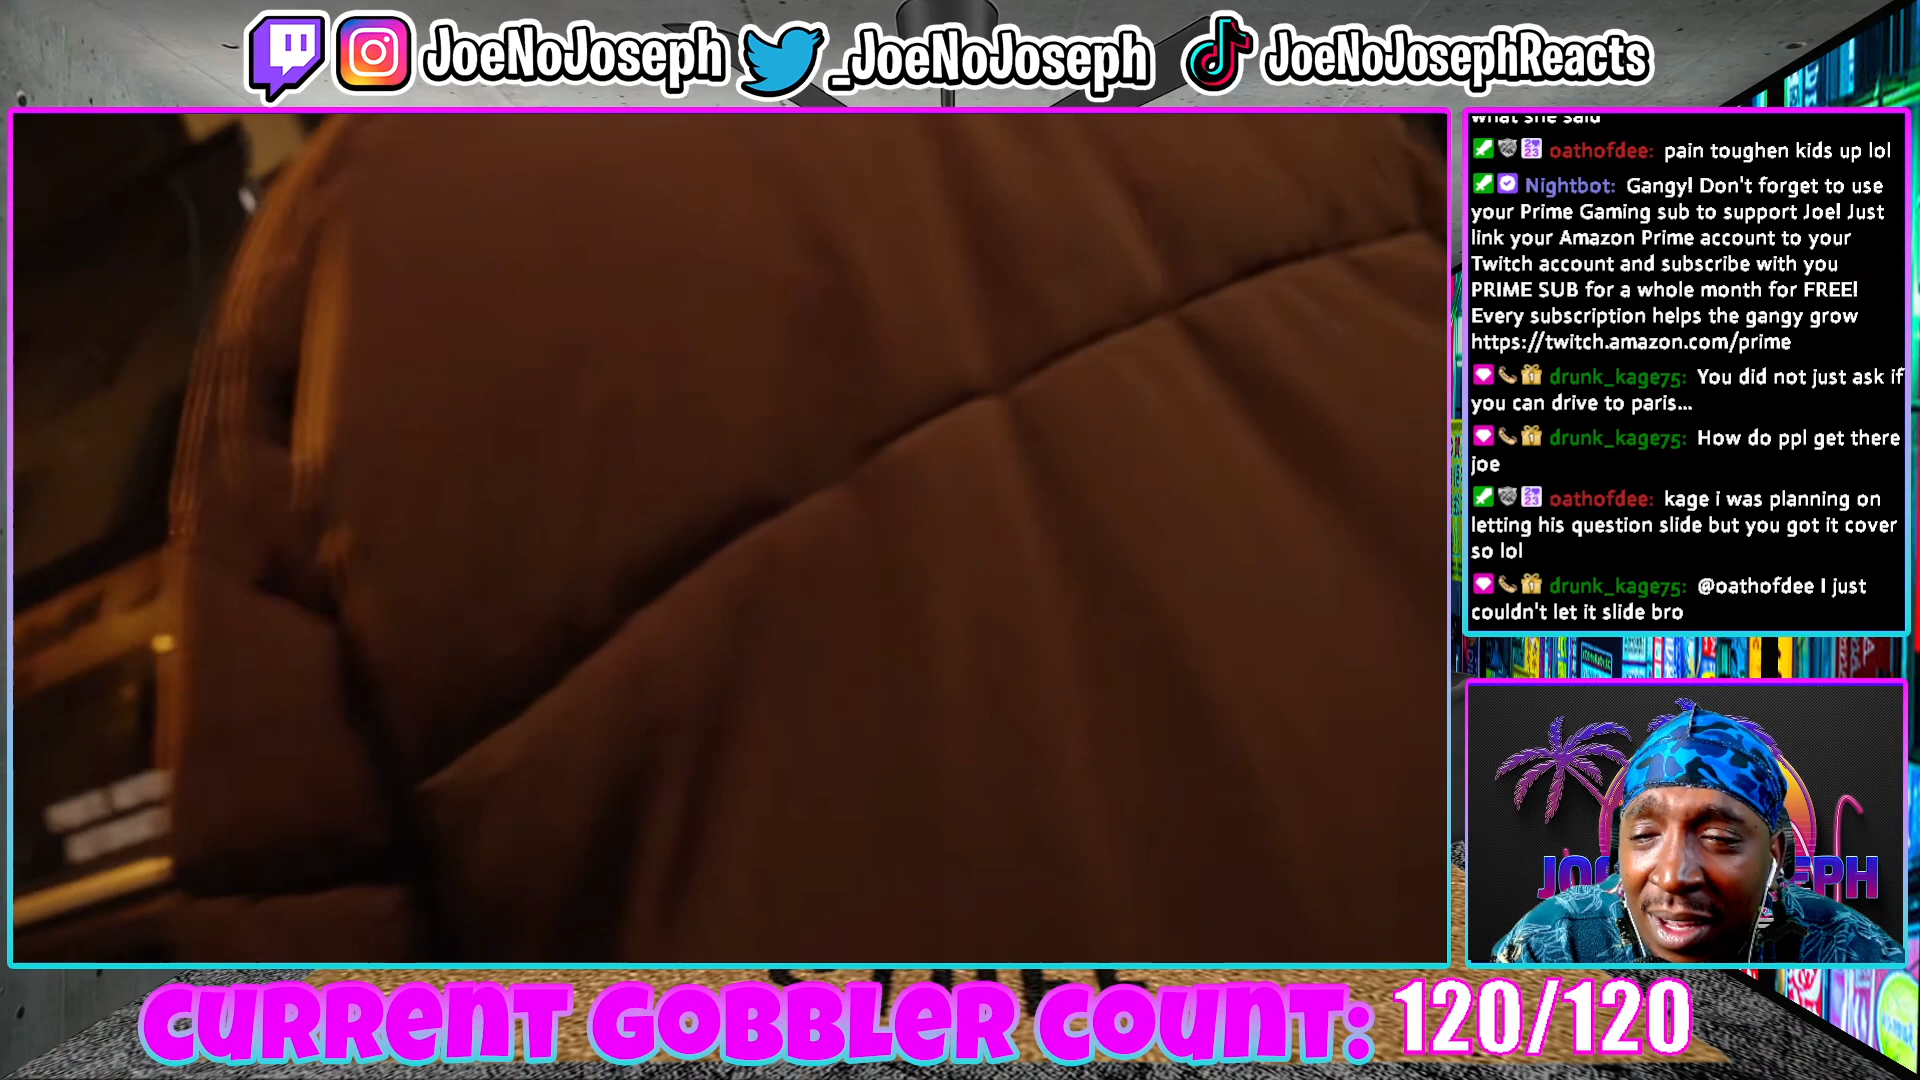 JoeNoJoseph _JoeNoJoseph JoeNoJosephReacts
what she said
oathofdee: pain toughen kids up lol
Nightbot: Gangy! Don't forget to use
your Prime Gaming sub to support Joe! Just
link your Amazon Prime account to your
Twitch account and subscribe with you
PRIME SUB for a whole month for FREE!
Every subscription helps the gangy grow
https://twitch.amazon.com/prime
drunk_kage75: You did not just ask if
you can drive to paris...
drunk_kage75: How do ppl get there
joe
oathofdee: kage i was planning on
letting his question slide but you got it cover
so lol
drunk_kage75: @oathofdee I just
couldn't let it slide bro
CURRENT GOBBLER COUNT: 120/120